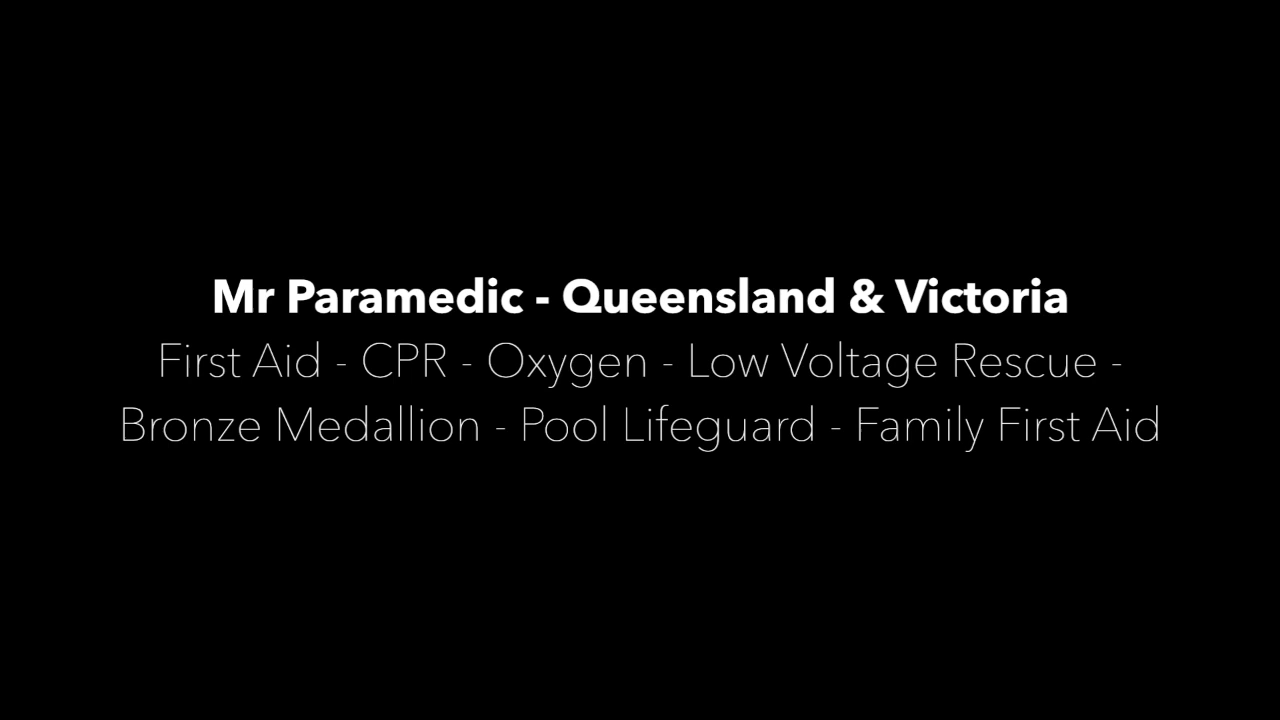 Mr Paramedic - Queensland & Victoria
First Aid - CPR - Oxygen - Low Voltage Rescue -
Bronze Medallion - Pool Lifeguard - Family First Aid